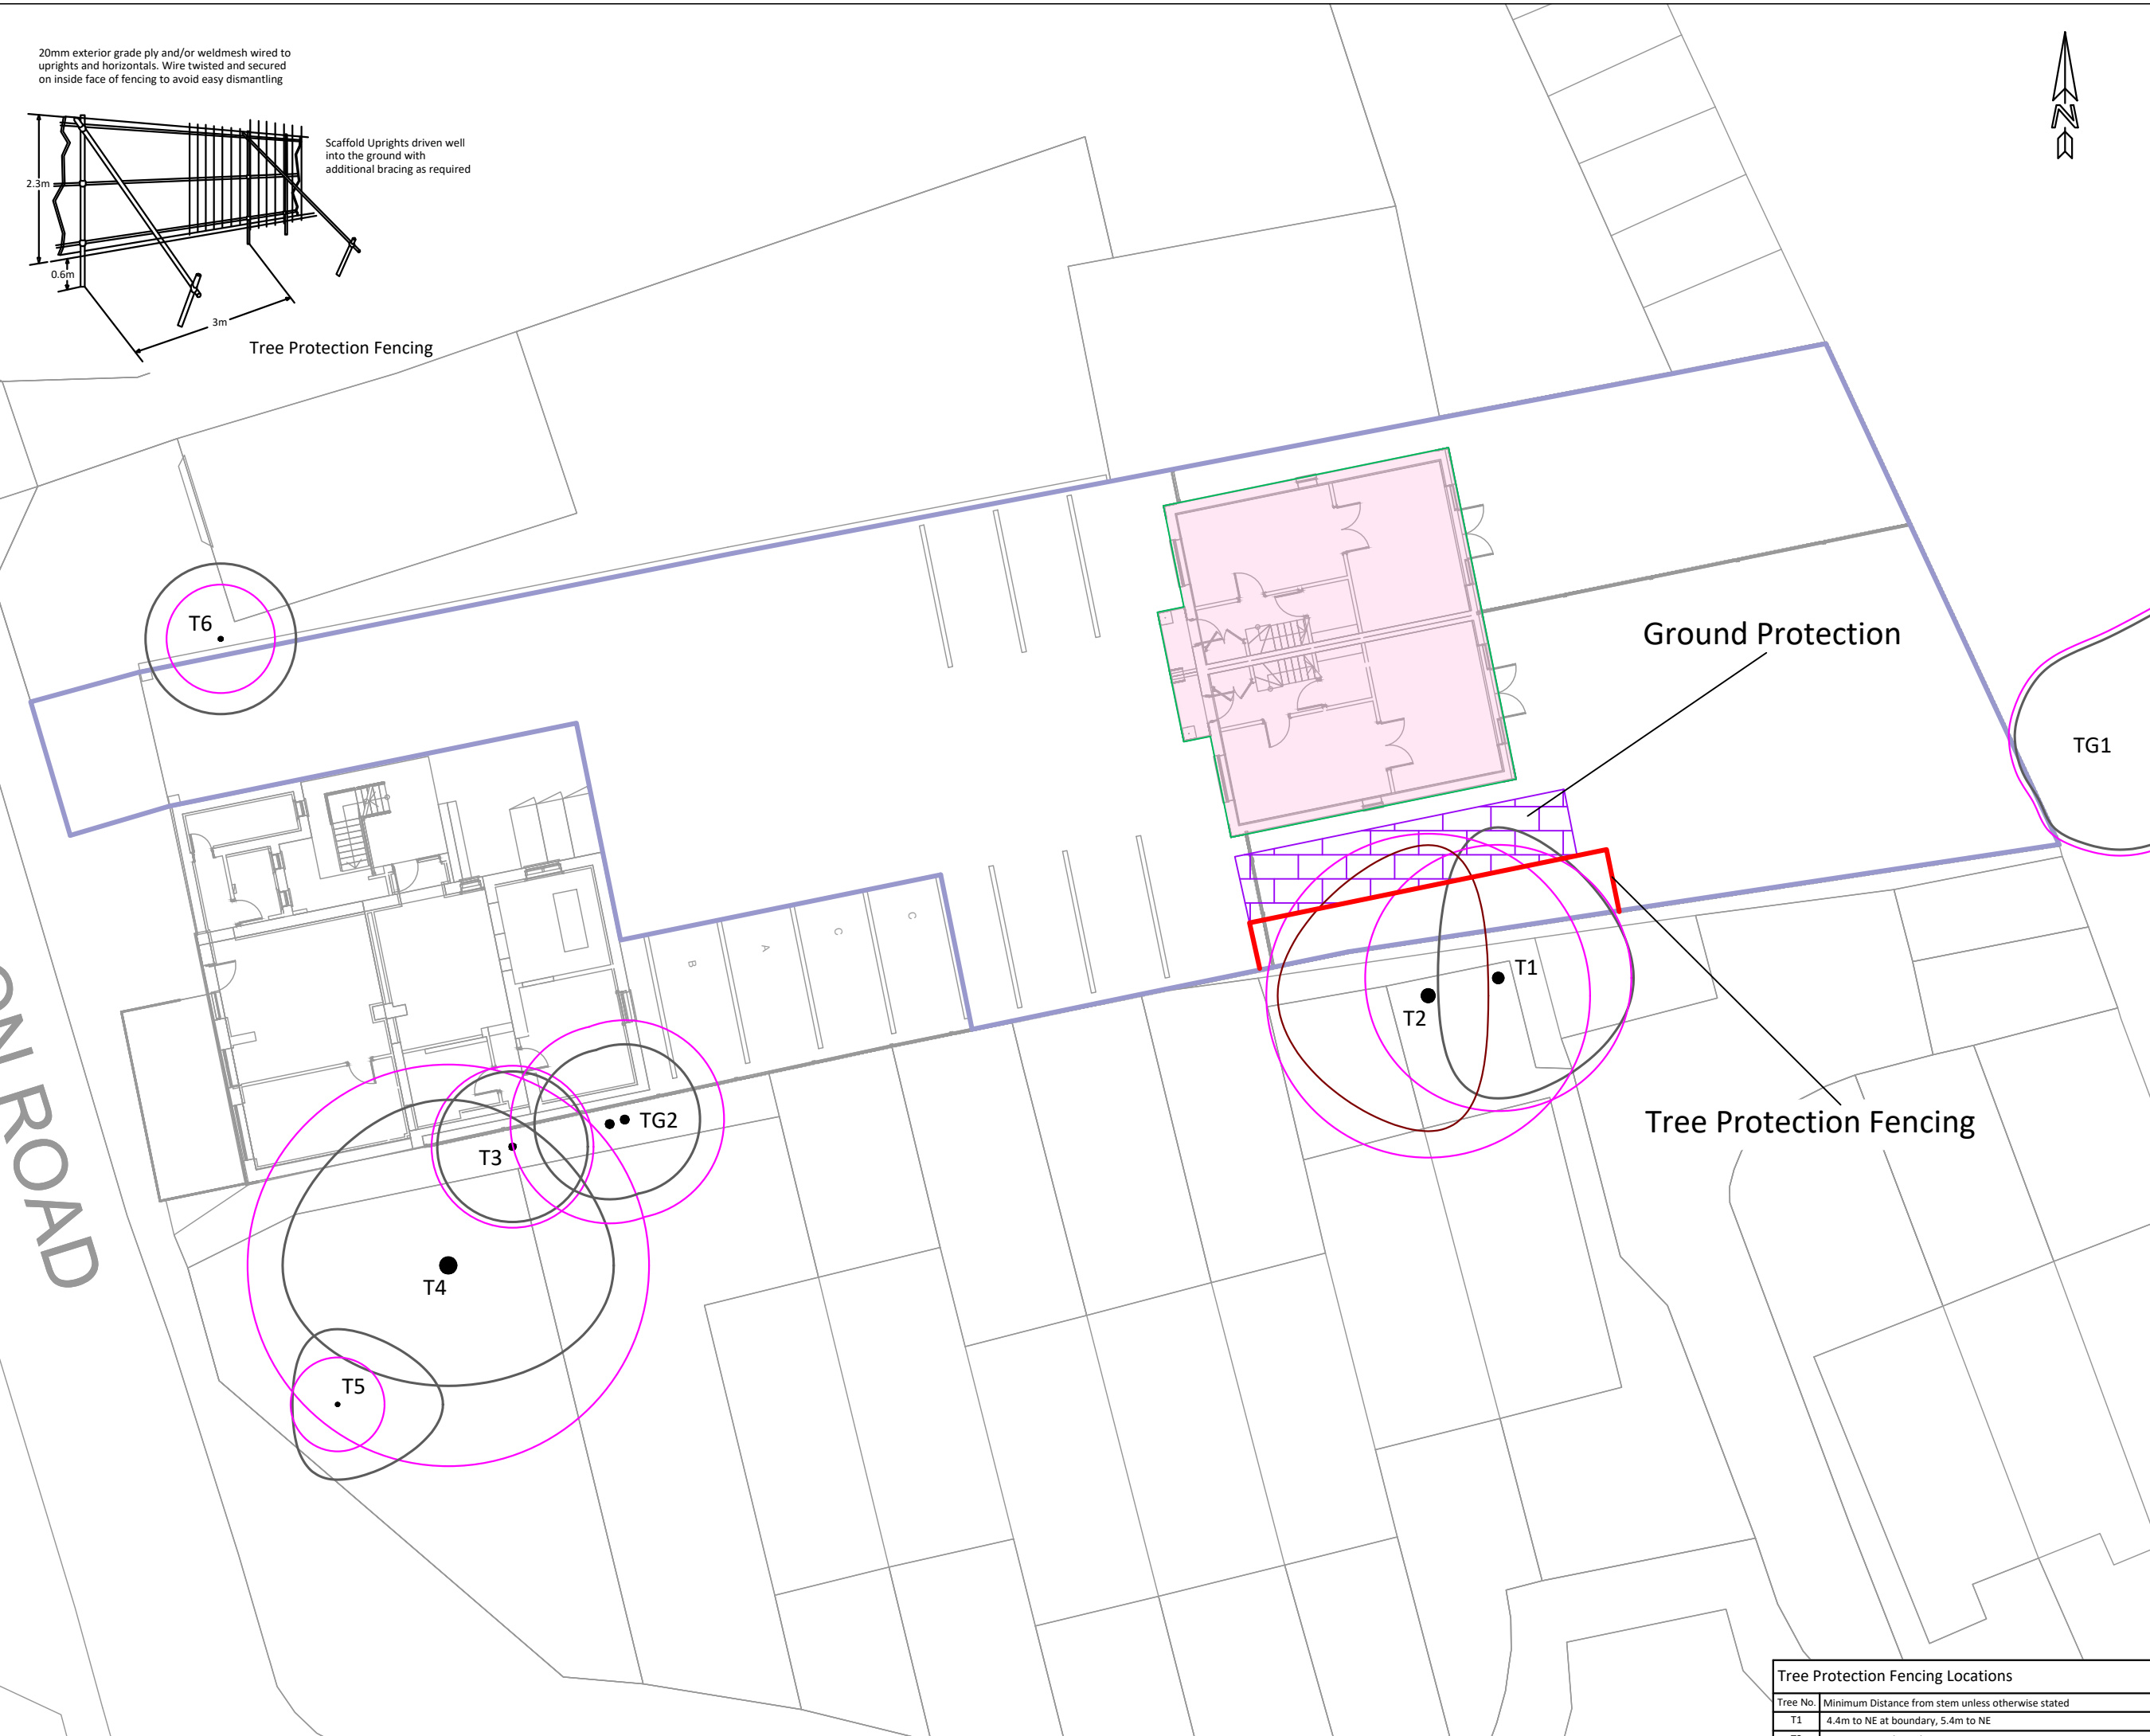 20mm exterior grade ply and/or weldmesh wired to
uprights and horizontals. Wire twisted and secured
on inside face of fencing to avoid easy dismantling
Scaffold Uprights driven well
into the ground with
additional bracing as required
2.3m
0.6m
3m
Tree Protection Fencing
N
T6
Ground Protection
TG1
C
C
A
B
T1
T2
TG2
T3
Tree Protection Fencing
ON ROAD
T4
T5
Tree Protection Fencing Locations
Tree No. Minimum Distance from stem unless otherwise stated
T1 4.4m to NE at boundary, 5.4m to NE